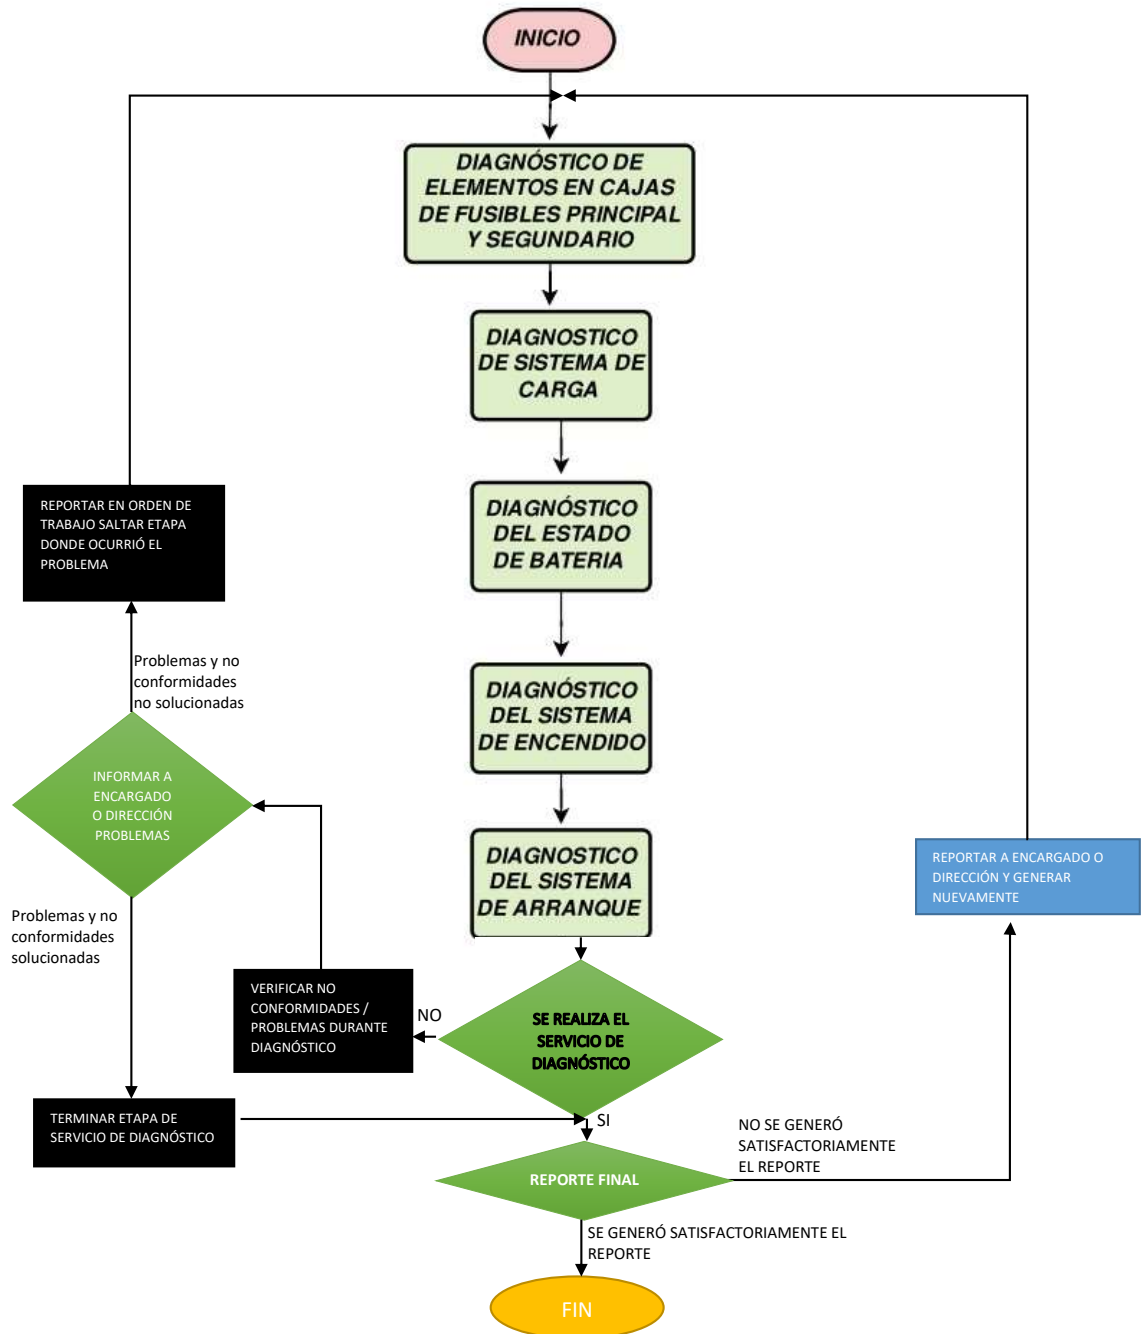 INICIO
DIAGNÓSTICO DE
ELEMENTOS EN CAJAS
DE FUSIBLES PRINCIPAL
Y SEGUNDARIO
DIAGNOSTICO
DE SISTEMA DE
CARGA
DIAGNÓSTICO
DEL ESTADO
DE BATERIA
DIAGNÓSTICO
DEL SISTEMA
DE ENCENDIDO
DIAGNOSTICO
DEL SISTEMA
DE ARRANQUE
SE REALIZA EL
SERVICIO DE
DIAGNÓSTICO
NO
VERIFICAR NO
CONFORMIDADES /
PROBLEMAS DURANTE
DIAGNÓSTICO
INFORMAR A
ENCARGADO
O DIRECCIÓN
PROBLEMAS
Problemas y no
conformidades
no solucionadas
REPORTAR EN ORDEN DE
TRABAJO SALTAR ETAPA
DONDE OCURRIÓ EL
PROBLEMA
Problemas y no
conformidades
solucionadas
TERMINAR ETAPA DE
SERVICIO DE DIAGNÓSTICO
SI
REPORTE FINAL
NO SE GENERÓ
SATISFACTORIAMENTE
EL REPORTE
REPORTAR A ENCARGADO O
DIRECCIÓN Y GENERAR
NUEVAMENTE
SE GENERÓ SATISFACTORIAMENTE EL
REPORTE
FIN